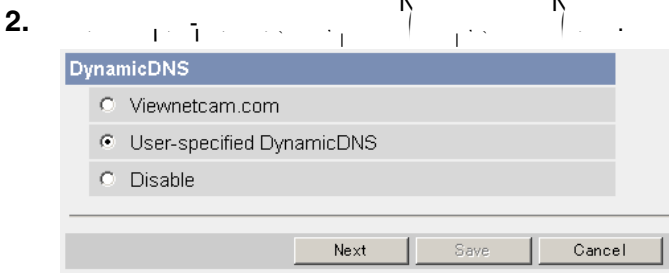 2.
DynamicDNS
Viewnetcam.com
User-specified DynamicDNS
Disable
Next Save Cancel